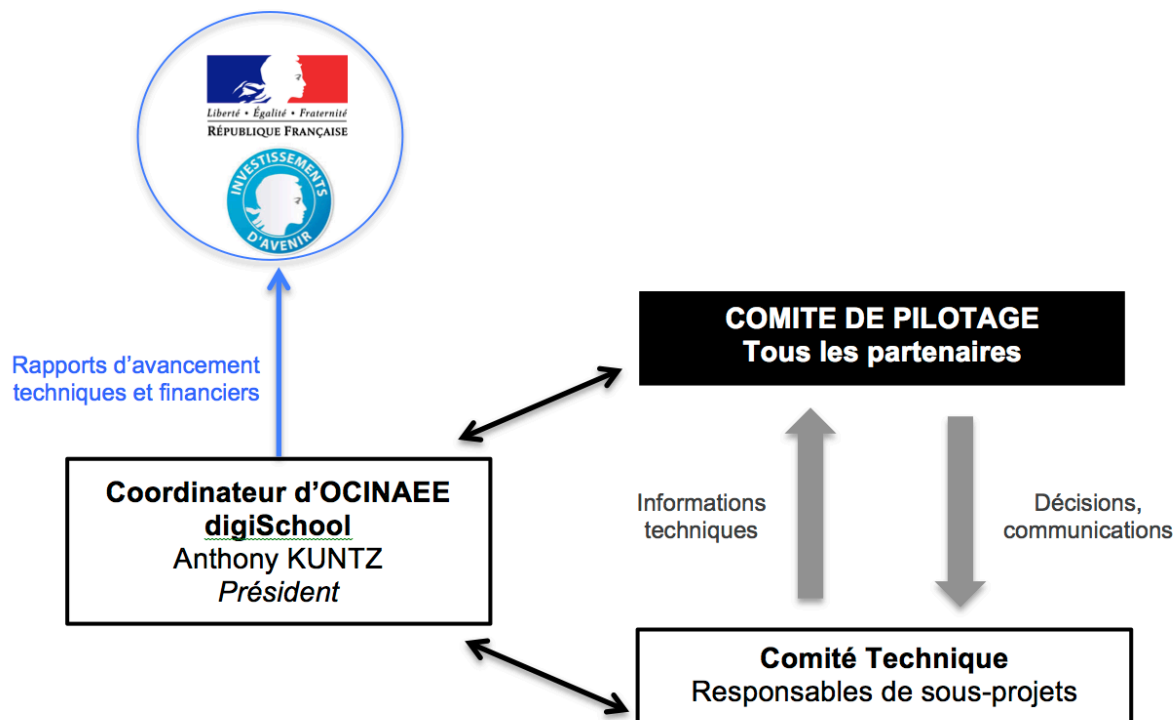 Liberté • Égalité • Fraternité
RÉPUBLIQUE FRANÇAISE
INVESTISSEMENTS
D'AVENIR
Rapports d'avancement
techniques et financiers
COMITE DE PILOTAGE
Tous les partenaires
Coordinateur d'OCINAEE
digiSchool
Anthony KUNTZ
Président
Informations
techniques
Décisions,
communications
Comité Technique
Responsables de sous-projets